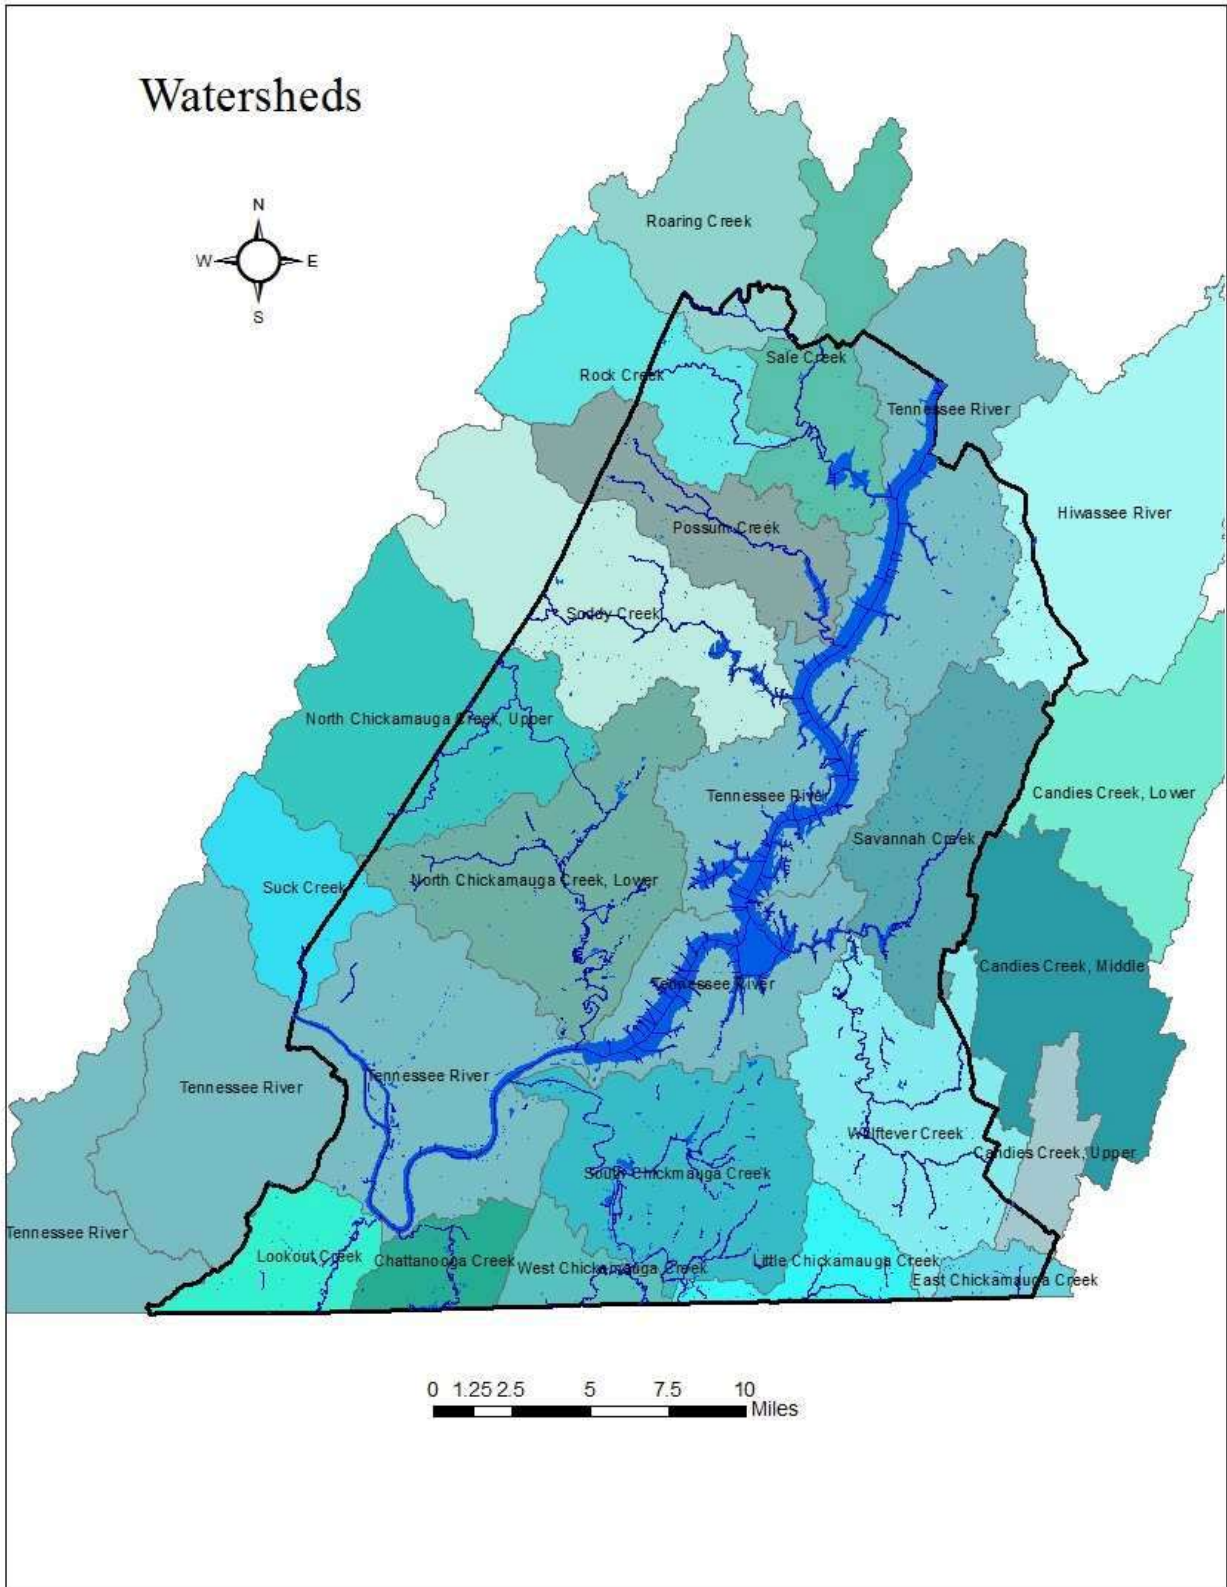 Watersheds
N
W E
S
Roaring Creek
Sale Creek
Rock Creek
Tennessee River
Hiwassee River
Possum Creek
Soddy Creek
North Chickamauga Creek, Upper
Tennessee River
Candies Creek, Lower
Savannah Creek
Suck Creek
North Chickamauga Creek, Lower
Candies Creek, Middle
Tennessee River
Tennessee River
Tennessee River
Wolftever Creek
Candies Creek, Upper
South Chickmauga Creek
Tennessee River
Lookout Creek
Chattanooga Creek
West Chickamauga Creek
Little Chickamauga Creek
East Chickamauga Creek
0 1.25 2.5 5 7.5 10
Miles